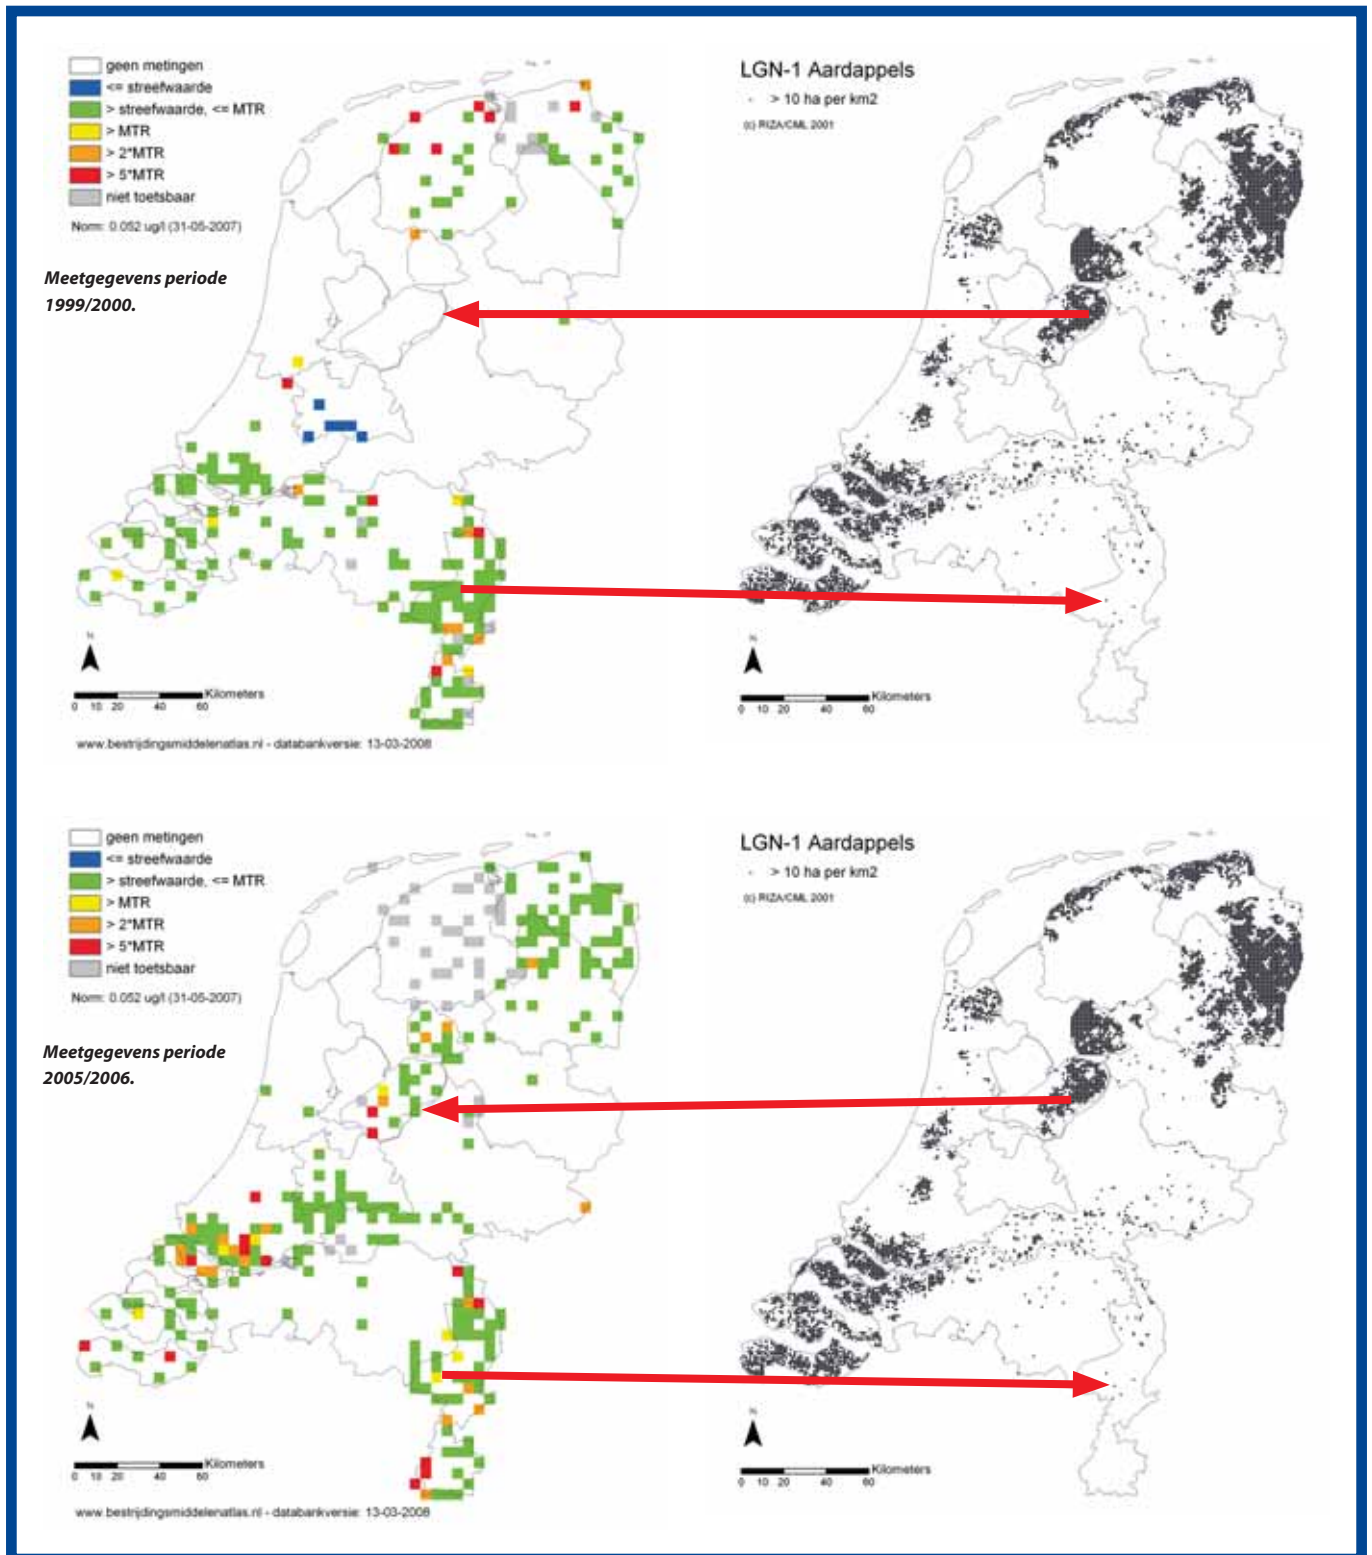 geen metingen
<= streefwaarde
> streefwaarde, <= MTR
> MTR
> 2*MTR
> 5*MTR
niet toetsbaar
Norm: 0.052 ug/l (31-05-2007)
Meetgegevens periode
1999/2000.
N
Kilometers
0 10 20 40 60
www.bestrijdingsmiddelenatlas.nl - databankversie: 13-03-2008
LGN-1 Aardappels
> 10 ha per km2
(c) RIZA/CML 2001
N
Kilometers
0 10 20 40 60
geen metingen
<= streefwaarde
> streefwaarde, <= MTR
> MTR
> 2*MTR
> 5*MTR
niet toetsbaar
Norm: 0.052 ug/l (31-05-2007)
Meetgegevens periode
2005/2006.
N
Kilometers
0 10 20 40 60
www.bestrijdingsmiddelenatlas.nl - databankversie: 13-03-2008
LGN-1 Aardappels
> 10 ha per km2
(c) RIZA/CML 2001
N
Kilometers
0 10 20 40 60